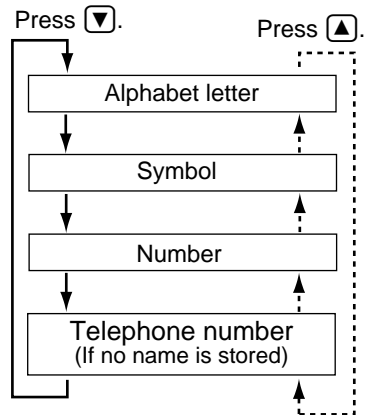 Press ▼.
Press ▲.
Alphabet letter
Symbol
Number
Telephone number
(If no name is stored)